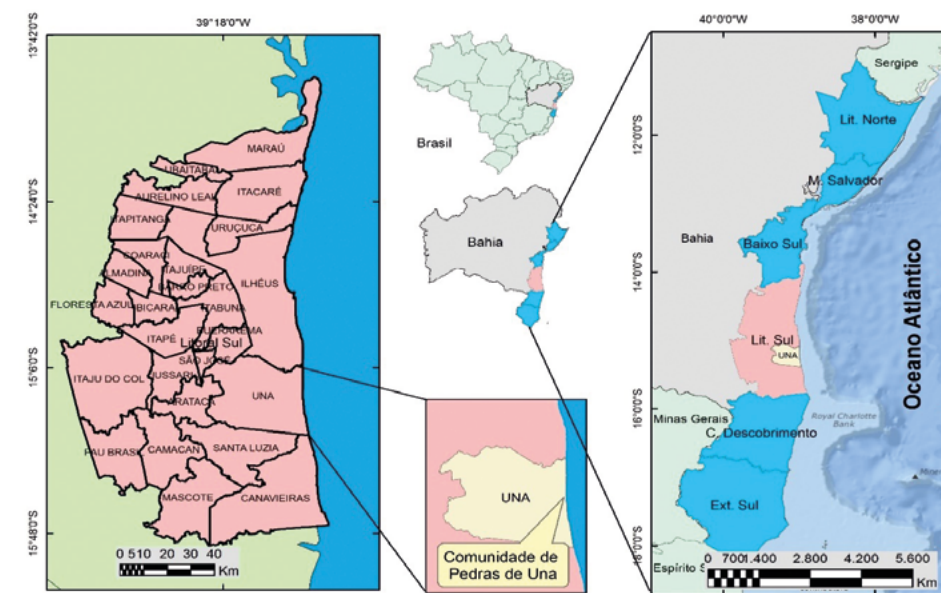 39°18'0"W
13°42'0"S
14°24'0"S
15°6'0"S
15°48'0"S
MARAÚ
UBAITABA
AURELINO LEAL
ITACARÉ
ITAPITANGA
URUÇUCA
COARACI
ALMADINA
ITAJUÍPE
BARRO PRETO
ILHÉUS
FLORESTA AZUL
IBICARAÍ
ITABUNA
BUERAREMA
ITAPÉ
Litoral Sul
SÃO JOSÉ
ITAJU DO COL
JUSSARI
UNA
ARATACA
PAU BRASI
CAMACAN
SANTA LUZIA
MASCOTE
CANAVIEIRAS
0 5 10 20 30 40
Km
Brasil
Bahia
UNA
Comunidade de
Pedras de Una
40°0'0"W
38°0'0"W
12°0'0"S
14°0'0"S
16°0'0"S
18°0'0"S
Sergipe
Lit. Norte
M. Salvador
Bahia
Baixo Sul
Lit. Sul
UNA
Oceano Atlântico
Minas Gerais
C. Descobrimento
Royal Charlotte
Bank
Ext. Sul
Espírito S
0 700 1.400 2.800 4.200 5.600
Km